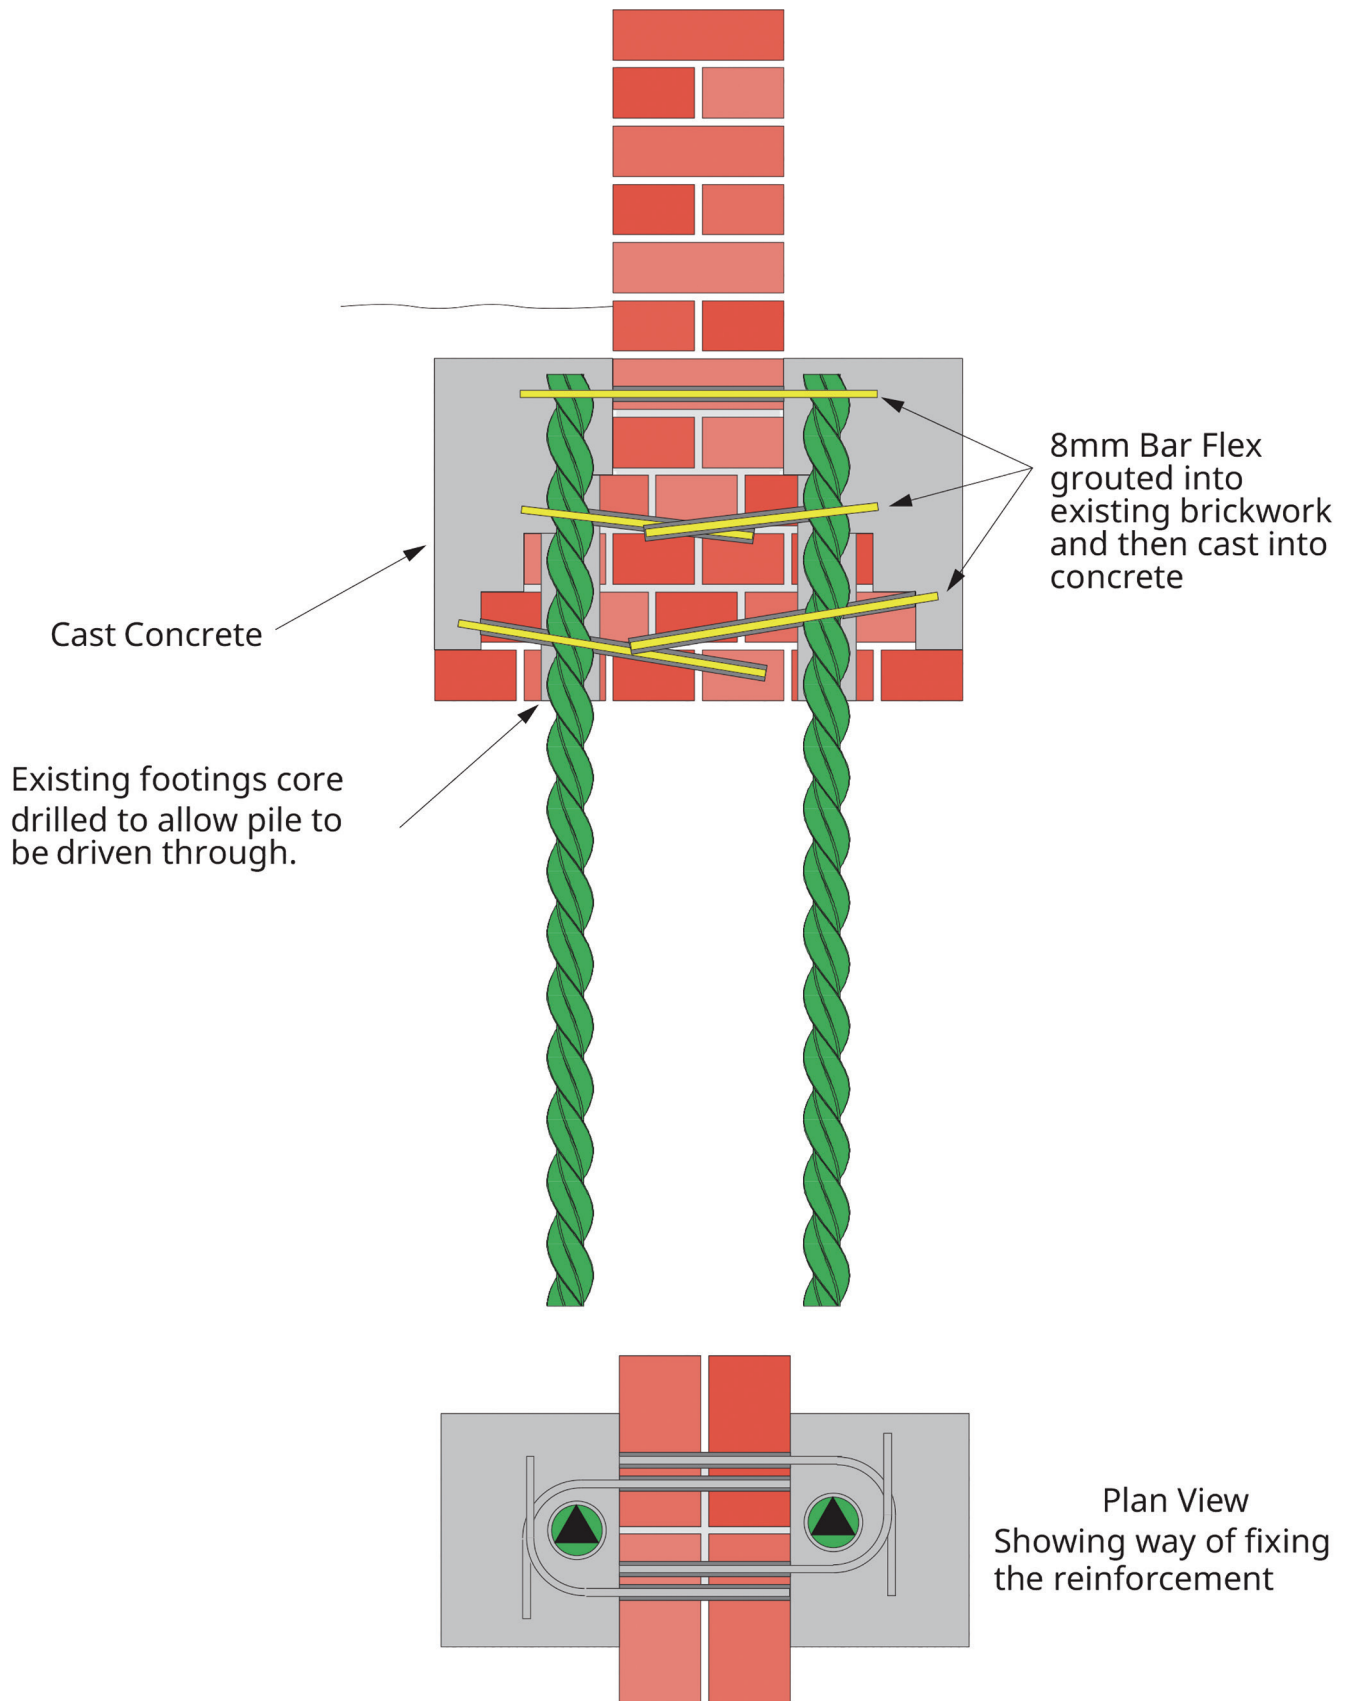 8mm Bar Flex
grouted into
existing brickwork
and then cast into
concrete
Cast Concrete
Existing footings core
drilled to allow pile to
be driven through.
Plan View
Showing way of fixing
the reinforcement